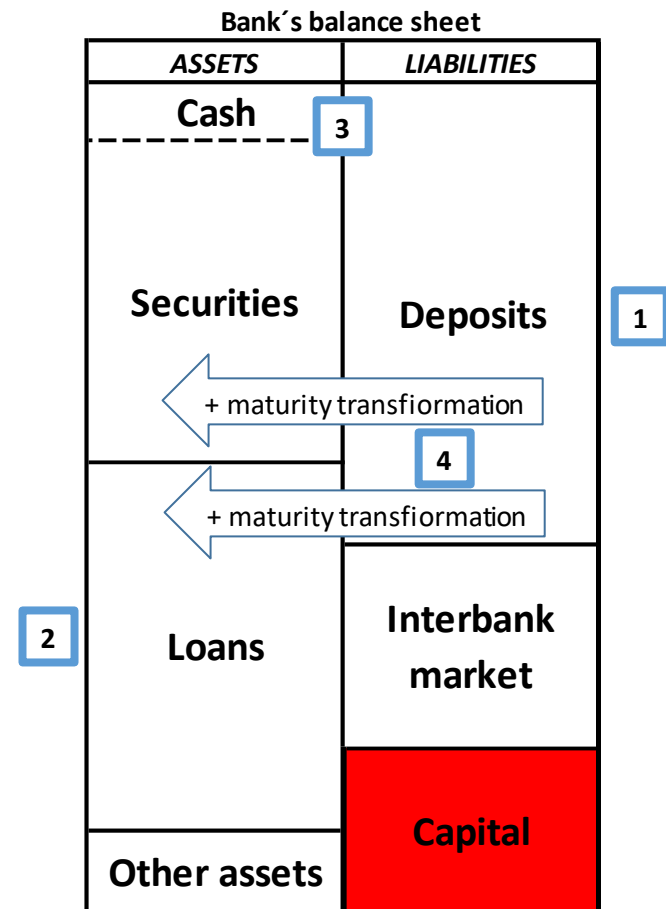 Bank´s balance sheet
ASSETS
LIABILITIES
Cash
3
Securities
Deposits
1
+ maturity transfiormation
4
+ maturity transfiormation
2
Loans
Interbank
market
Capital
Other assets